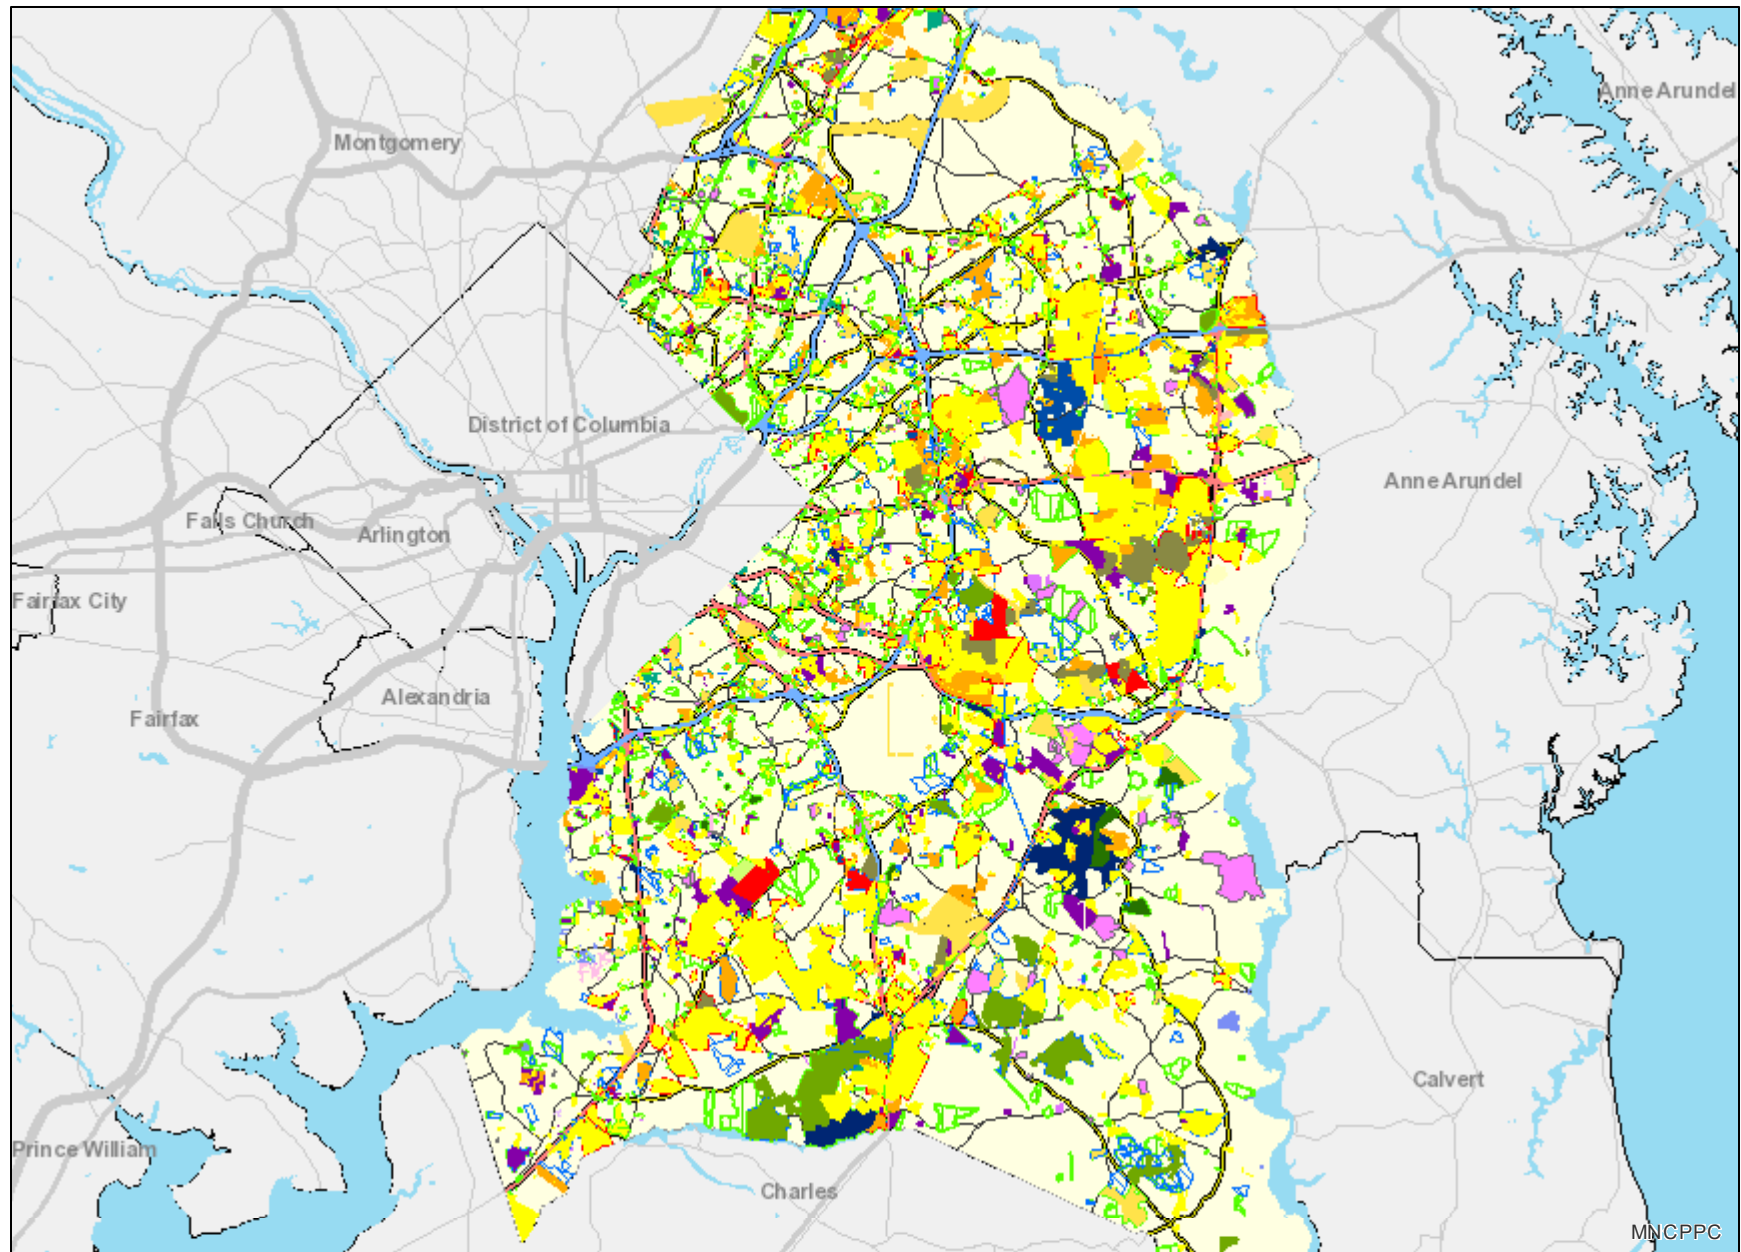 Anne Arundel
Montgomery
District of Columbia
Anne Arundel
Falls Church
Arlington
Fairfax City
Alexandria
Fairfax
Calvert
Prince William
Charles
MNCPPC